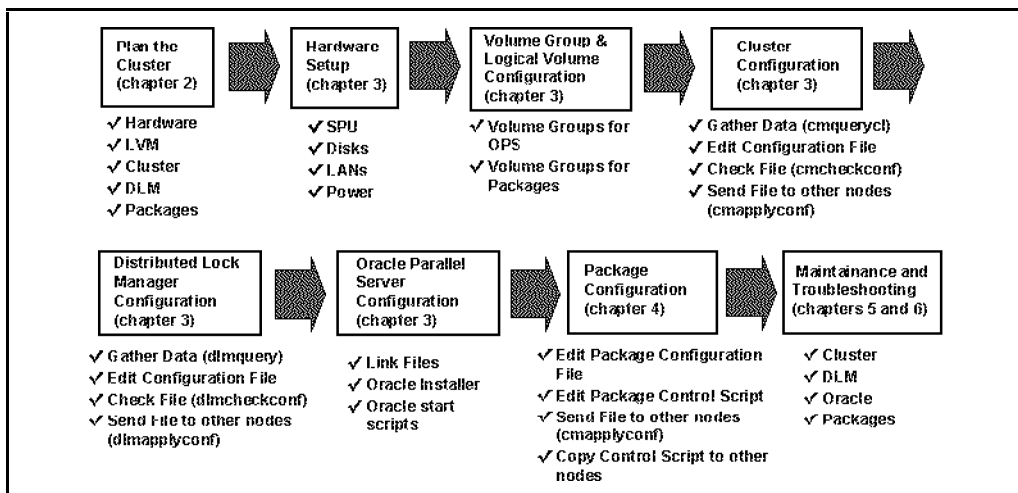 Plan the
Cluster
(chapter 2)
✓ Hardware
✓ LVM
✓ Cluster
✓ DLM
✓ Packages
Hardware
Setup
(chapter 3)
✓ SPU
✓ Disks
✓ LANs
✓ Power
Volume Group &
Logical Volume
Configuration
(chapter 3)
✓ Volume Groups for
OPS
✓ Volume Groups for
Packages
Cluster
Configuration
(chapter 3)
✓ Gather Data (cmquerycl)
✓ Edit Configuration File
✓ Check File (cmcheckconf)
✓ Send File to other nodes
(cmapplyconf)
Distributed Lock
Manager
Configuration
(chapter 3)
✓ Gather Data (dlmquery)
✓ Edit Configuration File
✓ Check File (dlmcheckconf)
✓ Send File to other nodes
(dlmapplyconf)
Oracle Parallel
Server
Configuration
(chapter 3)
✓ Link Files
✓ Oracle Installer
✓ Oracle start
scripts
Package
Configuration
(chapter 4)
✓ Edit Package Configuration
File
✓ Edit Package Control Script
✓ Send File to other nodes
(cmapplyconf)
✓ Copy Control Script to other
nodes
Maintainance and
Troubleshooting
(chapters 5 and 6)
✓ Cluster
✓ DLM
✓ Oracle
✓ Packages